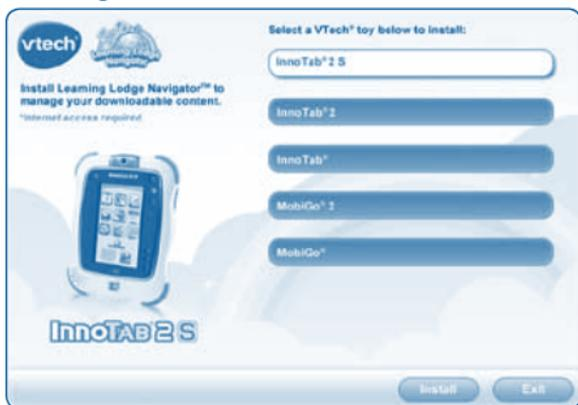 vtech
Learning Lodge
Navigator
Install Learning Lodge Navigator™ to
manage your downloadable content.
*Internet access required
INNOTAB 2 S
Select a VTech® toy below to install:
InnoTab® 2 S
InnoTab® 2
InnoTab®
MobiGo® 2
MobiGo®
Install
Exit